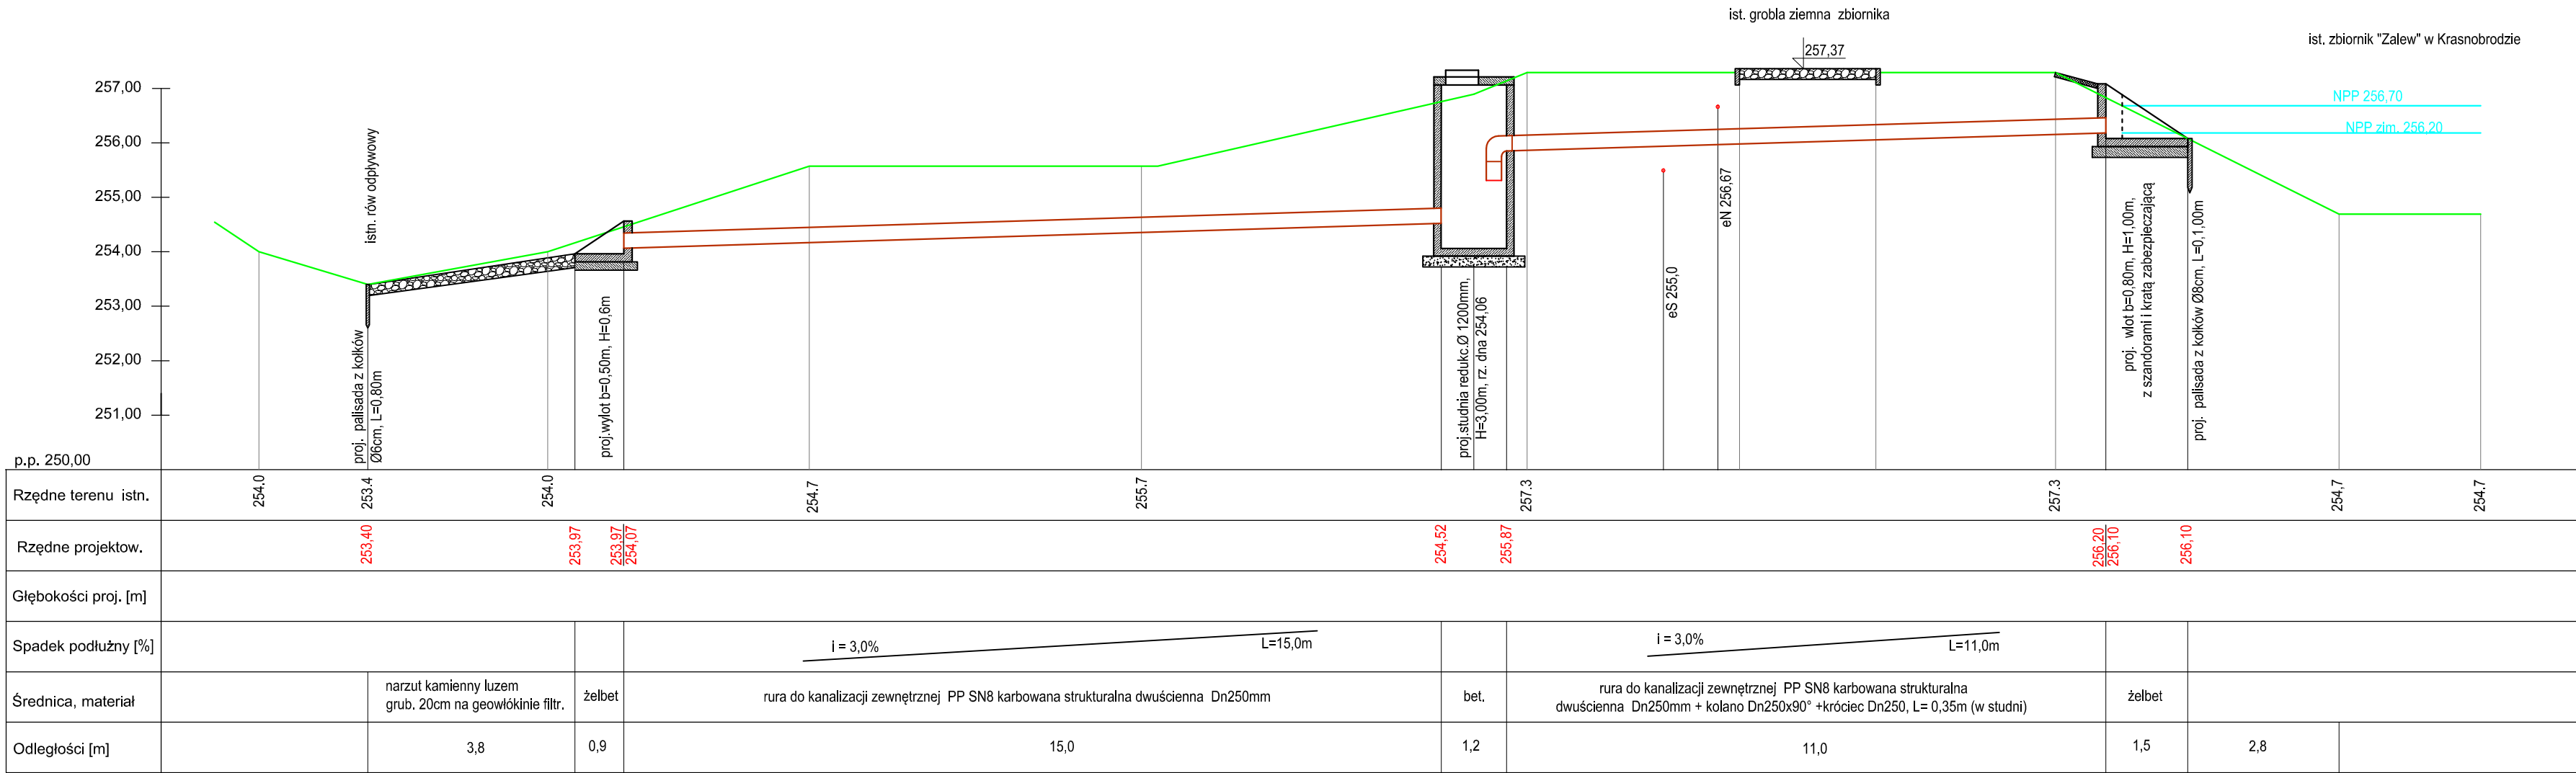 ist. grobla ziemna zbiornika
ist. zbiornik "Zalew" w Krasnobrodzie
257,37
257,00
256,00
255,00
254,00
253,00
252,00
251,00
p.p. 250,00
NPP 256,70
NPP zim. 256,20
istn. rów odpływowy
proj. palisada z kołków
Ø6cm, L=0,80m
proj.wylot b=0,50m, H=0,6m
proj.studnia redukc.Ø 1200mm,
H=3,00m, rz. dna 254,06
eS 255,0
eN 256,67
proj. wlot b=0,80m, H=1,00m,
z szandorami i kratą zabezpieczającą
proj. palisada z kołków Ø8cm, L=0,1,00m
Rzędne terenu istn.
254.0
253.4
254.0
254.7
255.7
257.3
257.3
254,7
254.7
Rzędne projektow.
253,40
253,97
253,97
254,07
254,52
255,87
256,20
256,10
256,10
Głębokości proj. [m]
Spadek podłużny [%]
i = 3,0%
L=15,0m
i = 3,0%
L=11,0m
Średnica, materiał
narzut kamienny luzem
grub. 20cm na geowłókinie filtr.
żelbet
rura do kanalizacji zewnętrznej PP SN8 karbowana strukturalna dwuścienna Dn250mm
bet.
rura do kanalizacji zewnętrznej PP SN8 karbowana strukturalna
dwuścienna Dn250mm + kolano Dn250x90° +króciec Dn250, L= 0,35m (w studni)
żelbet
Odległości [m]
3,8
0,9
15,0
1,2
11,0
1,5
2,8